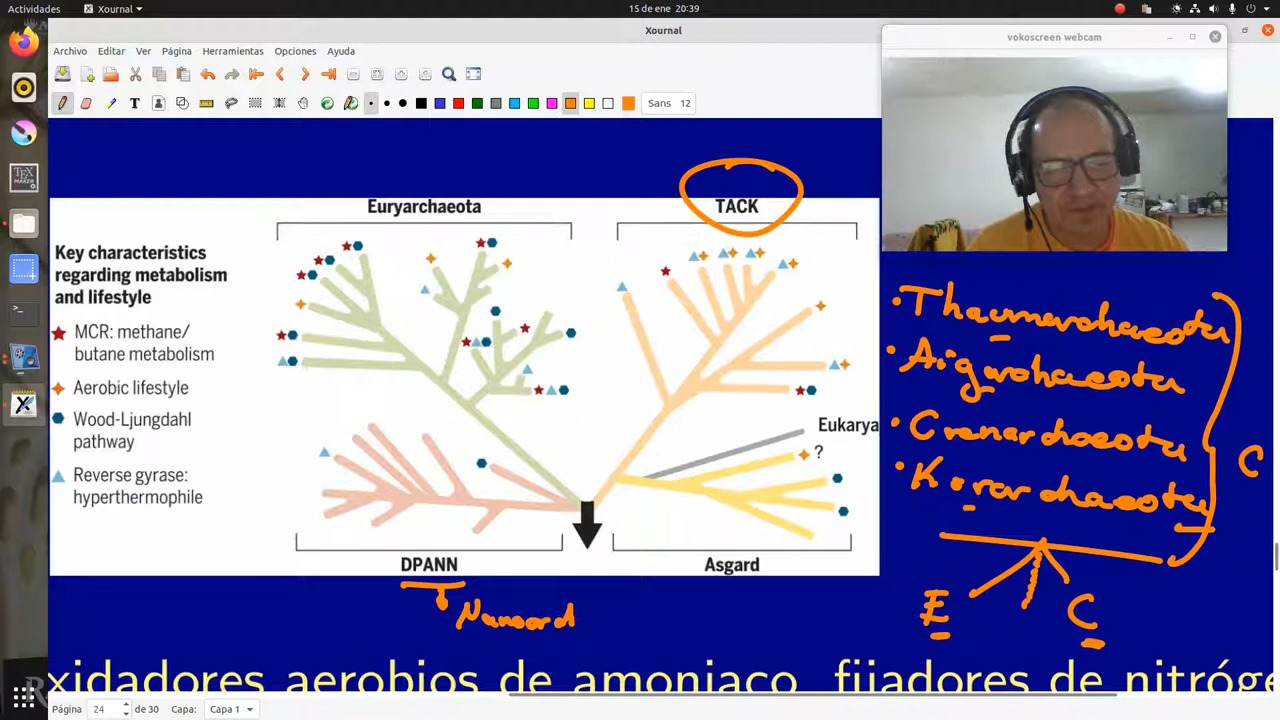 Actividades Xournal 15 de ene 20:39
Xournal
vokoscreen webcam
Archivo Editar Ver Página Herramientas Opciones Ayuda
Sans 12
Euryarchaeota
TACK
Key characteristics
regarding metabolism
and lifestyle
MCR: methane/
butane metabolism
Aerobic lifestyle
Wood-Ljungdahl
pathway
Reverse gyrase:
hyperthermophile
Eukarya
?
DPANN
Asgard
• Thaumarchaeota
• Aigarchaeota
• Crenarchaeota
• Korarchaeota
C
E C
xidadores aerobios de amoniaco fijadores de nitróge
Página 24 de 30 Capa: Capa 1